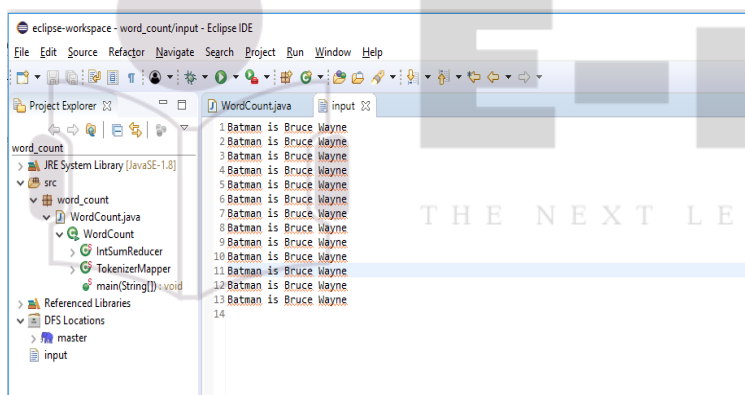 eclipse-workspace - word_count/input - Eclipse IDE
File Edit Source Refactor Navigate Search Project Run Window Help
Project Explorer
word_count
JRE System Library [JavaSE-1.8]
src
word_count
WordCount.java
WordCount
IntSumReducer
TokenizerMapper
main(String[]) : void
Referenced Libraries
DFS Locations
master
input
WordCount.java input
1 Batman is Bruce Wayne
2 Batman is Bruce Wayne
3 Batman is Bruce Wayne
4 Batman is Bruce Wayne
5 Batman is Bruce Wayne
6 Batman is Bruce Wayne
7 Batman is Bruce Wayne
8 Batman is Bruce Wayne
9 Batman is Bruce Wayne
10 Batman is Bruce Wayne
11 Batman is Bruce Wayne
12 Batman is Bruce Wayne
13 Batman is Bruce Wayne
14
E-
THE NEXT LE